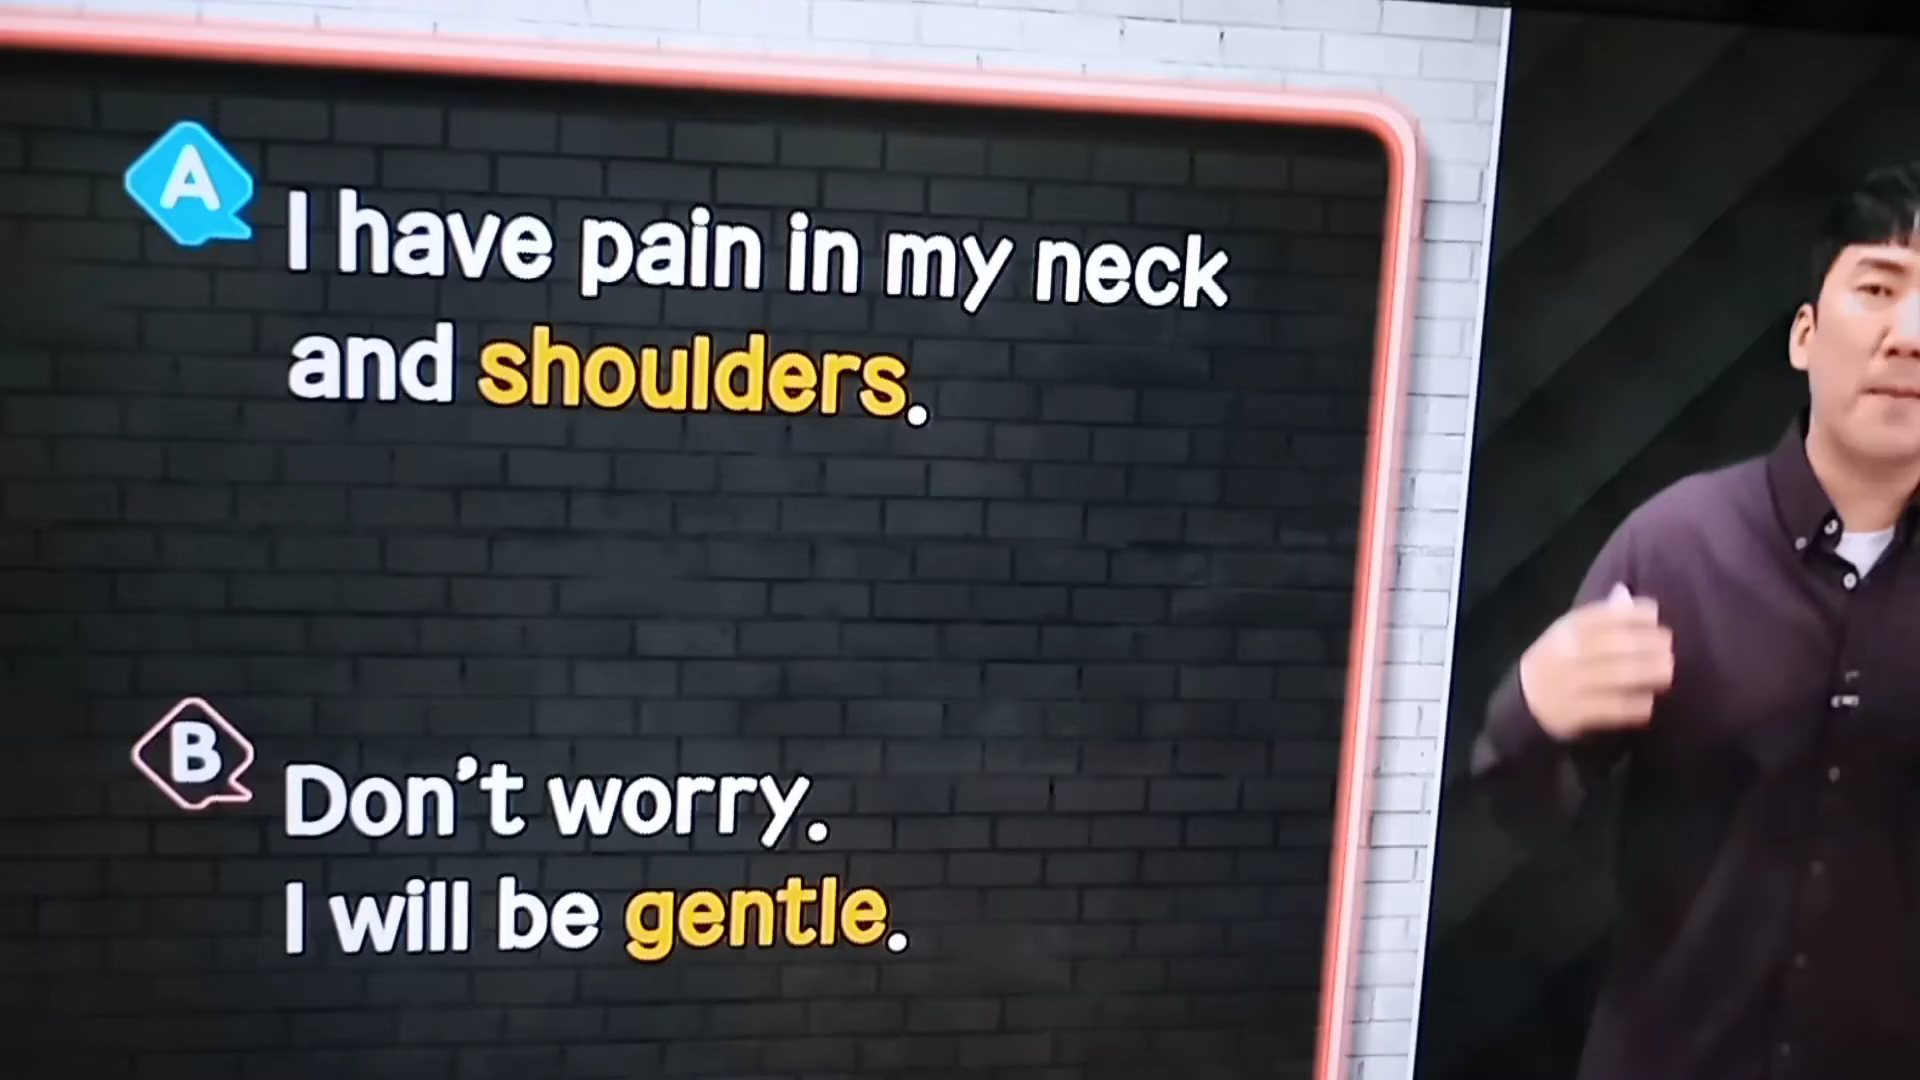 A
I have pain in my neck
and shoulders.
B
Don't worry.
I will be gentle.